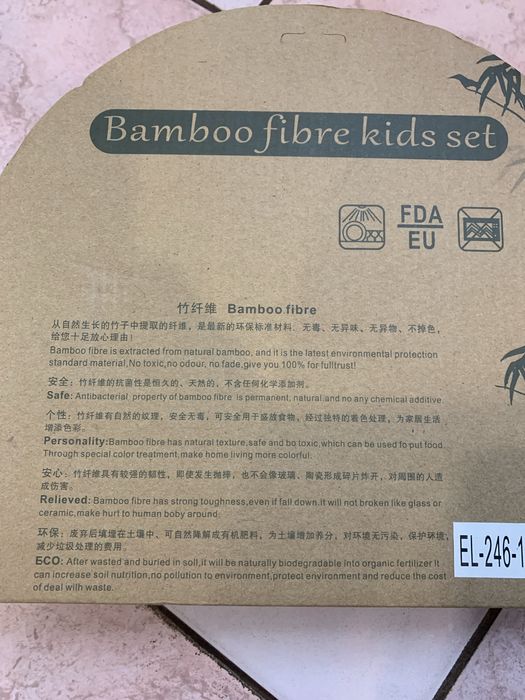 Bamboo fibre kids set
FDA
EU
竹纤维 Bamboo fibre
从自然生长的竹子中提取的纤维，是最新的环保标准材料．无毒、无异味、无异物、不掉色，
给您十足放心理由！
Bamboo fibre is extracted from natural bamboo, and it is the latest environmental protection
standard material,No toxic,no odour, no fade,give you 100% for fulltrust!
安全：竹纤维的抗菌性是恒久的、天然的，不含任何化学添加剂。
Safe: Antibacterial property of bamboo fibre is permanent, natural and no any chemical additive.
个性：竹纤维有自然的纹理，安全无毒，可安全用于盛放食物，经过独特的着色处理，为家居生活
增添色彩。
Personality:Bamboo fibre has natural texture,safe and no toxic,which can be used to put food
Through special color treatment,make home living more colorful.
安心：竹纤维具有较强的韧性，即使发生抛摔，也不会像玻璃、陶瓷形成碎片炸开，对周围的人造
成伤害。
Relieved: Bamboo fibre has strong toughness,even if fall down,it will not broken like glass or
ceramic,make hurt to human boby around.
环保：废弃后填埋在土壤中、可自然降解成有机肥料，为土壤增加养分，对环境无污染，保护环境，
减少垃圾处理的费用。
ECO: After wasted and buried in soil,it will be naturally biodegradable into organic fertilizer It
can increase soil nutrition,no pollution to environment,protect environment and reduce the cost
of deal with waste.
EL-246-1